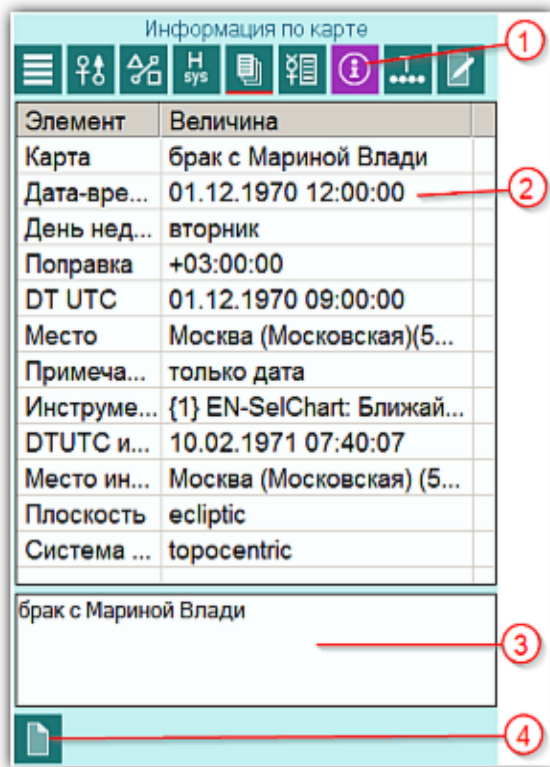 Информация по карте
1
H
sys
Элемент Величина
Карта брак с Мариной Влади
Дата-вре... 01.12.1970 12:00:00
2
День нед... вторник
Поправка +03:00:00
DT UTC 01.12.1970 09:00:00
Место Москва (Московская)(5...
Примеча... только дата
Инструме... {1} EN-SelChart: Ближай...
DTUTC и... 10.02.1971 07:40:07
Место ин... Москва (Московская) (5...
Плоскость ecliptic
Система ... topocentric
брак с Мариной Влади
3
4